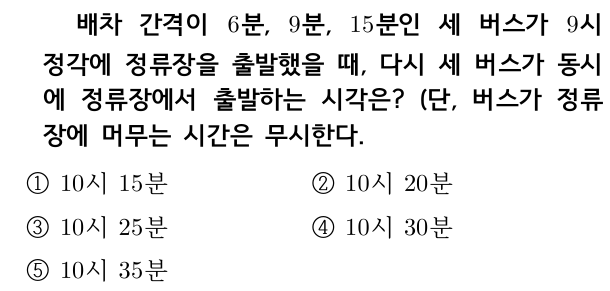 배차 간격이 6분, 9분, 15분인 세 버스가 9시
정각에 정류장을 출발했을 때, 다시 세 버스가 동시
에 정류장에서 출발하는 시각은? (단, 버스가 정류
장에 머무는 시간은 무시한다.
① 10시 15분 ② 10시 20분
③ 10시 25분 ④ 10시 30분
⑤ 10시 35분